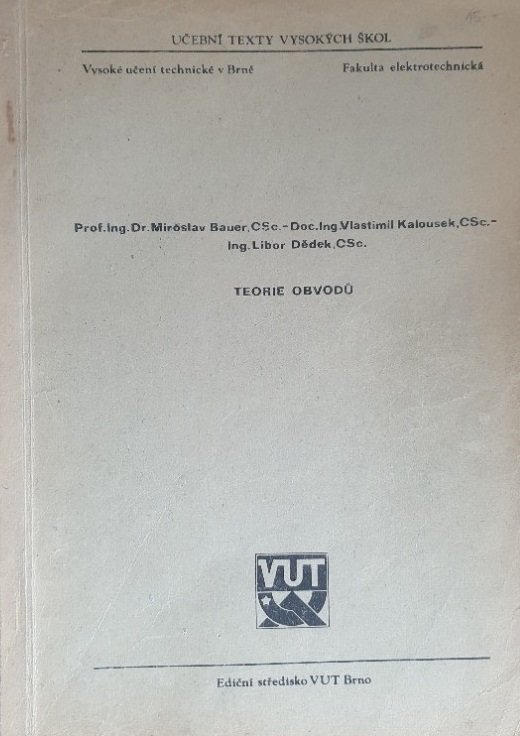 15.-
UČEBNÍ TEXTY VYSOKÝCH ŠKOL
Vysoké učení technické v Brně Fakulta elektrotechnická
Prof.Ing.Dr.Miroslav Bauer,CSc.-Doc.Ing.Vlastimil Kalousek,CSc.-
Ing.Libor Dědek,CSc.
TEORIE OBVODŮ
VUT
Ediční středisko VUT Brno